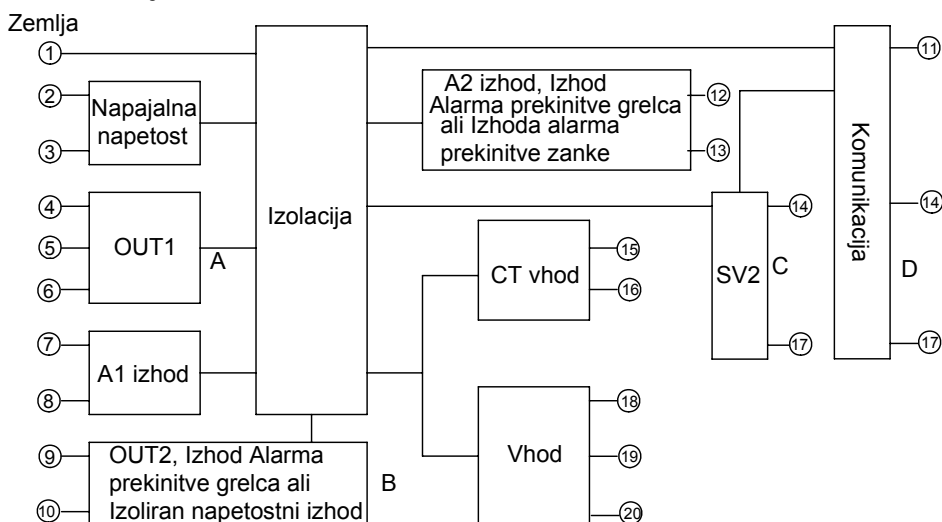 Zemlja
1
2
3
Napajalna
napetost
4
5
6
OUT1
A
7
8
A1 izhod
9
10
OUT2, Izhod Alarma
prekinitve grelca ali
Izoliran napetostni izhod
B
Izolacija
A2 izhod, Izhod
Alarma prekinitve grelca
ali Izhoda alarma
prekinitve zanke
12
13
CT vhod
15
16
Vhod
18
19
20
SV2
14
C
17
Komunikacija
11
14
D
17